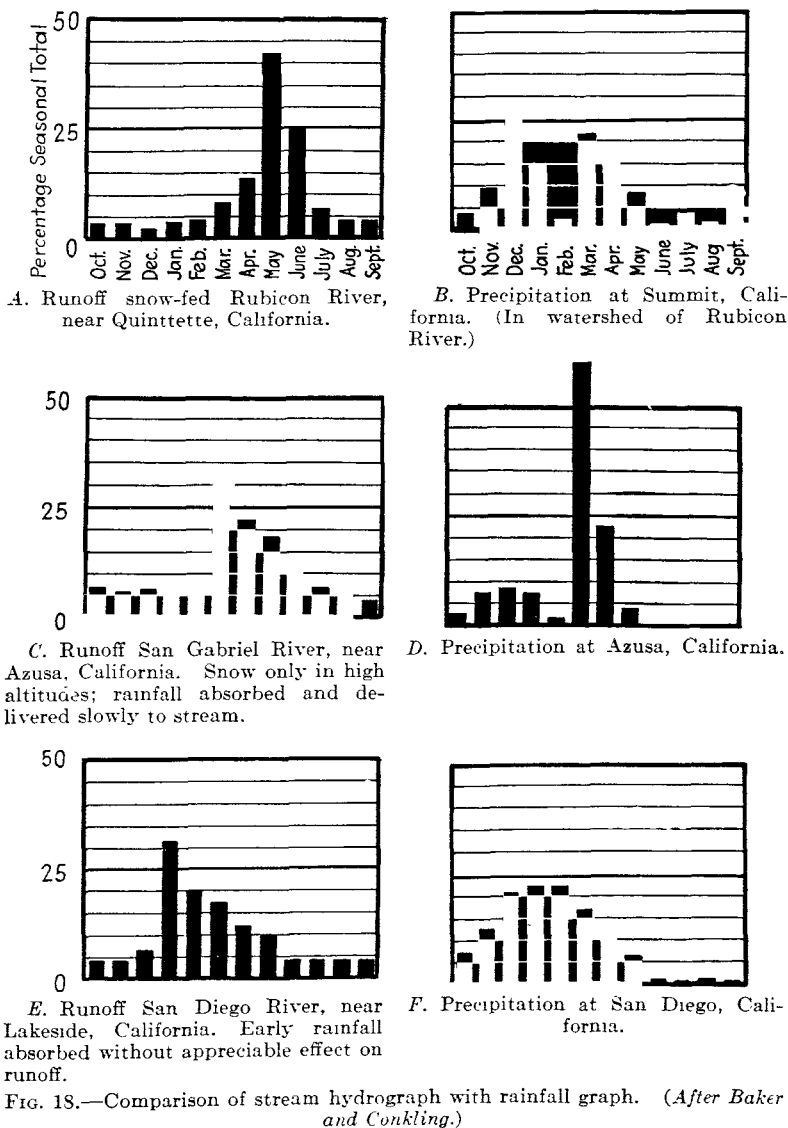 50
25
0
Percentage Seasonal Total
Oct.
Nov.
Dec.
Jan.
Feb.
Mar.
Apr.
May
June
July
Aug.
Sept.
A. Runoff snow-fed Rubicon River,
near Quinttette, California.
Oct.
Nov.
Dec.
Jan.
Feb.
Mar.
Apr.
May
June
July
Aug
Sept.
B. Precipitation at Summit, Cali-
fornia. (In watershed of Rubicon
River.)
50
25
0
C. Runoff San Gabriel River, near
Azusa, California. Snow only in high
altitudes; rainfall absorbed and de-
livered slowly to stream.
D. Precipitation at Azusa, California.
50
25
0
E. Runoff San Diego River, near
Lakeside, California. Early rainfall
absorbed without appreciable effect on
runoff.
F. Precipitation at San Diego, Cali-
fornia.
FIG. 18.—Comparison of stream hydrograph with rainfall graph. (After Baker
and Conkling.)